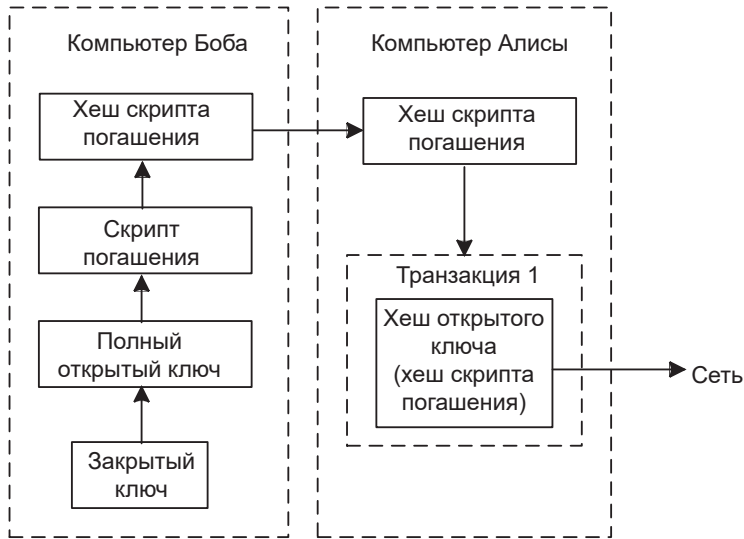 Компьютер Боба
Хеш скрипта
погашения
Скрипт
погашения
Полный
открытый ключ
Закрытый
ключ
Компьютер Алисы
Хеш скрипта
погашения
Транзакция 1
Хеш открытого
ключа
(хеш скрипта
погашения)
Сеть